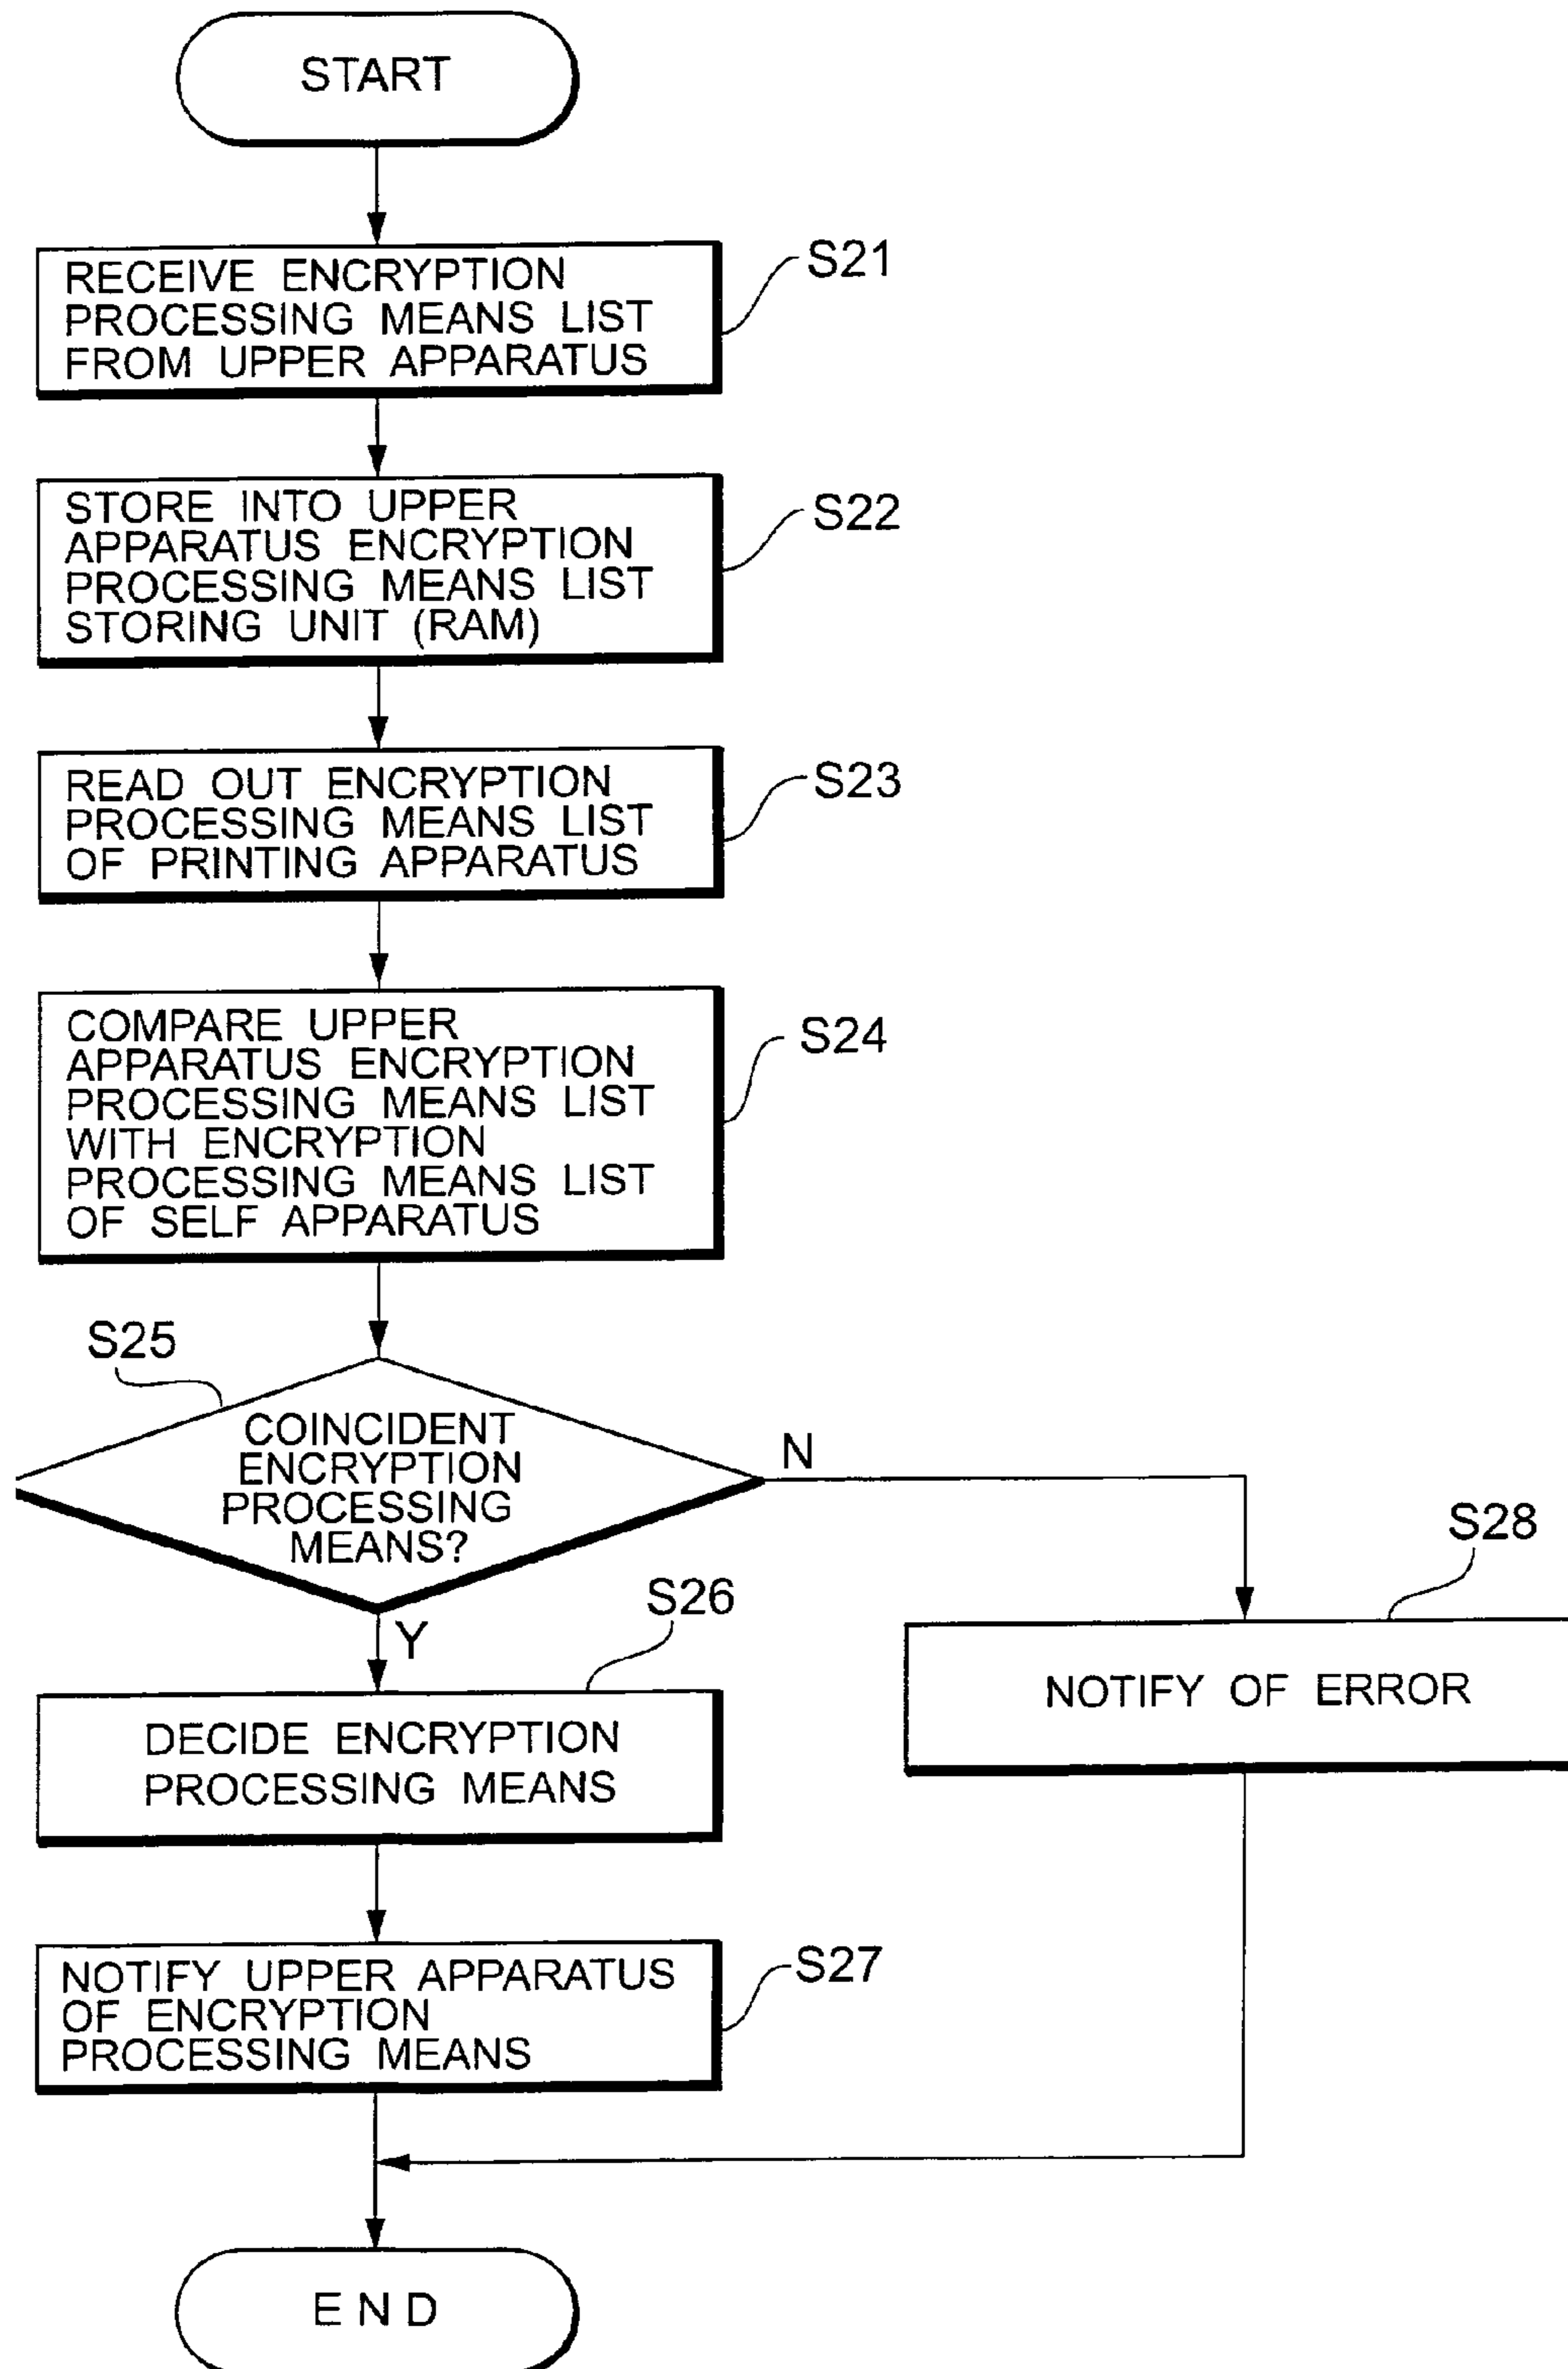 START
RECEIVE ENCRYPTION
PROCESSING MEANS LIST
FROM UPPER APPARATUS
S21
STORE INTO UPPER
APPARATUS ENCRYPTION
PROCESSING MEANS LIST
STORING UNIT (RAM)
S22
READ OUT ENCRYPTION
PROCESSING MEANS LIST
OF PRINTING APPARATUS
S23
COMPARE UPPER
APPARATUS ENCRYPTION
PROCESSING MEANS LIST
WITH ENCRYPTION
PROCESSING MEANS LIST
OF SELF APPARATUS
S24
S25
COINCIDENT
ENCRYPTION
PROCESSING
MEANS?
N
Y
S26
DECIDE ENCRYPTION
PROCESSING MEANS
S28
NOTIFY OF ERROR
NOTIFY UPPER APPARATUS
OF ENCRYPTION
PROCESSING MEANS
S27
END